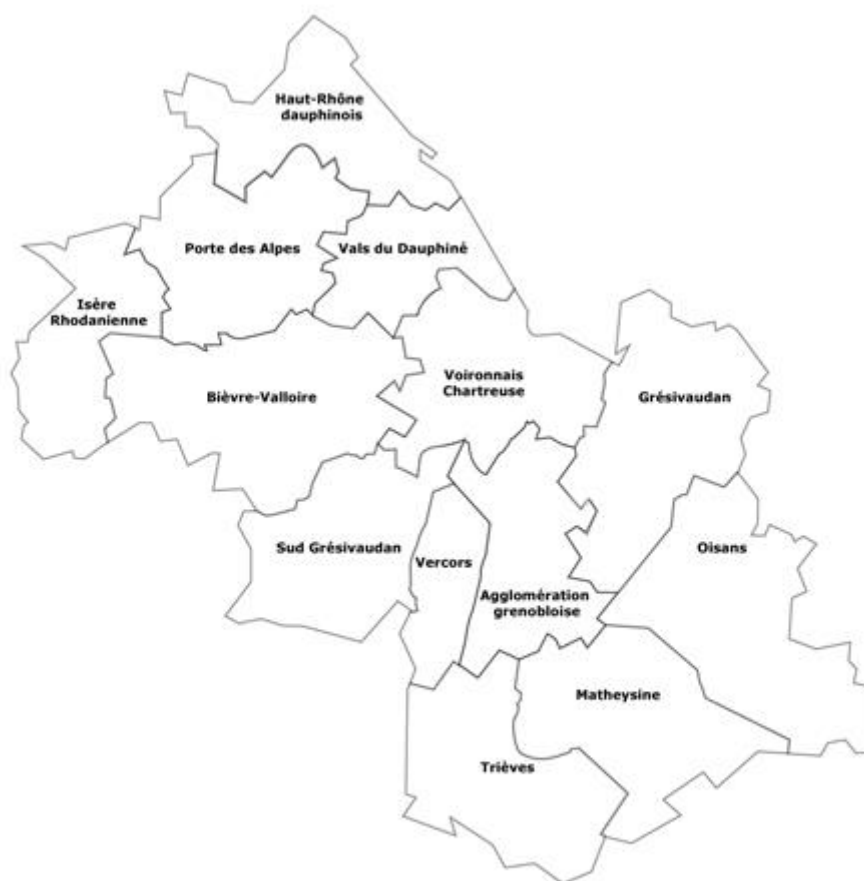 Haut-Rhône
dauphinois
Porte des Alpes
Vals du Dauphiné
Isère
Rhodanienne
Bièvre-Valloire
Voironnais
Chartreuse
Grésivaudan
Sud Grésivaudan
Vercors
Oisans
Agglomération
grenobloise
Matheysine
Trièves